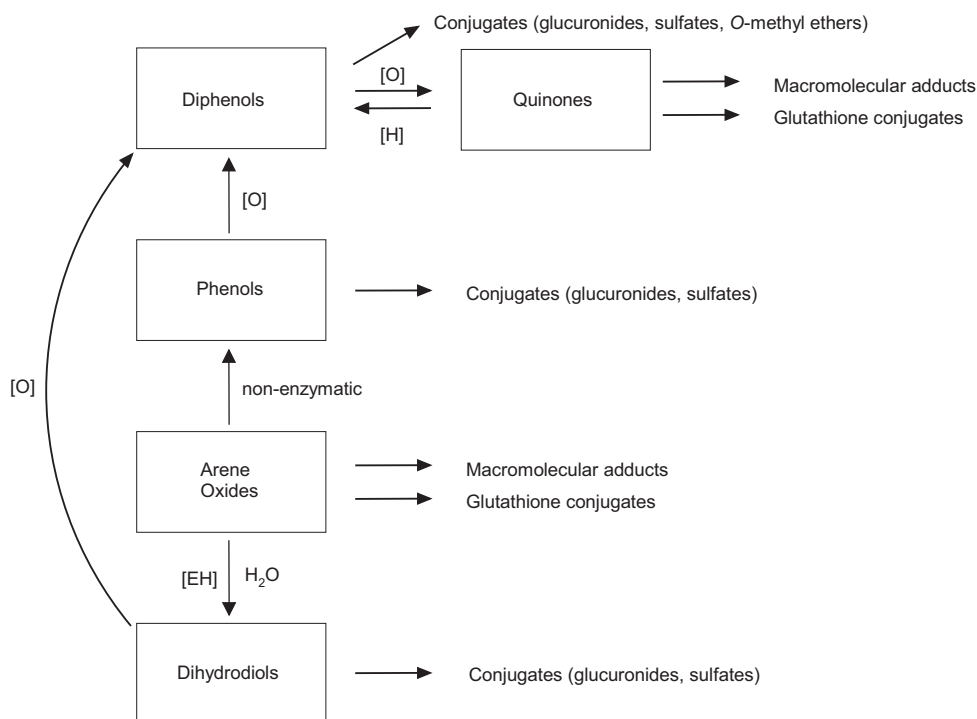 Conjugates (glucuronides, sulfates, O-methyl ethers)
Diphenols
[O]
[H]
Quinones
Macromolecular adducts
Glutathione conjugates
[O]
Phenols
Conjugates (glucuronides, sulfates)
[O]
non-enzymatic
Arene
Oxides
Macromolecular adducts
Glutathione conjugates
[EH]
H₂O
Dihydrodiols
Conjugates (glucuronides, sulfates)